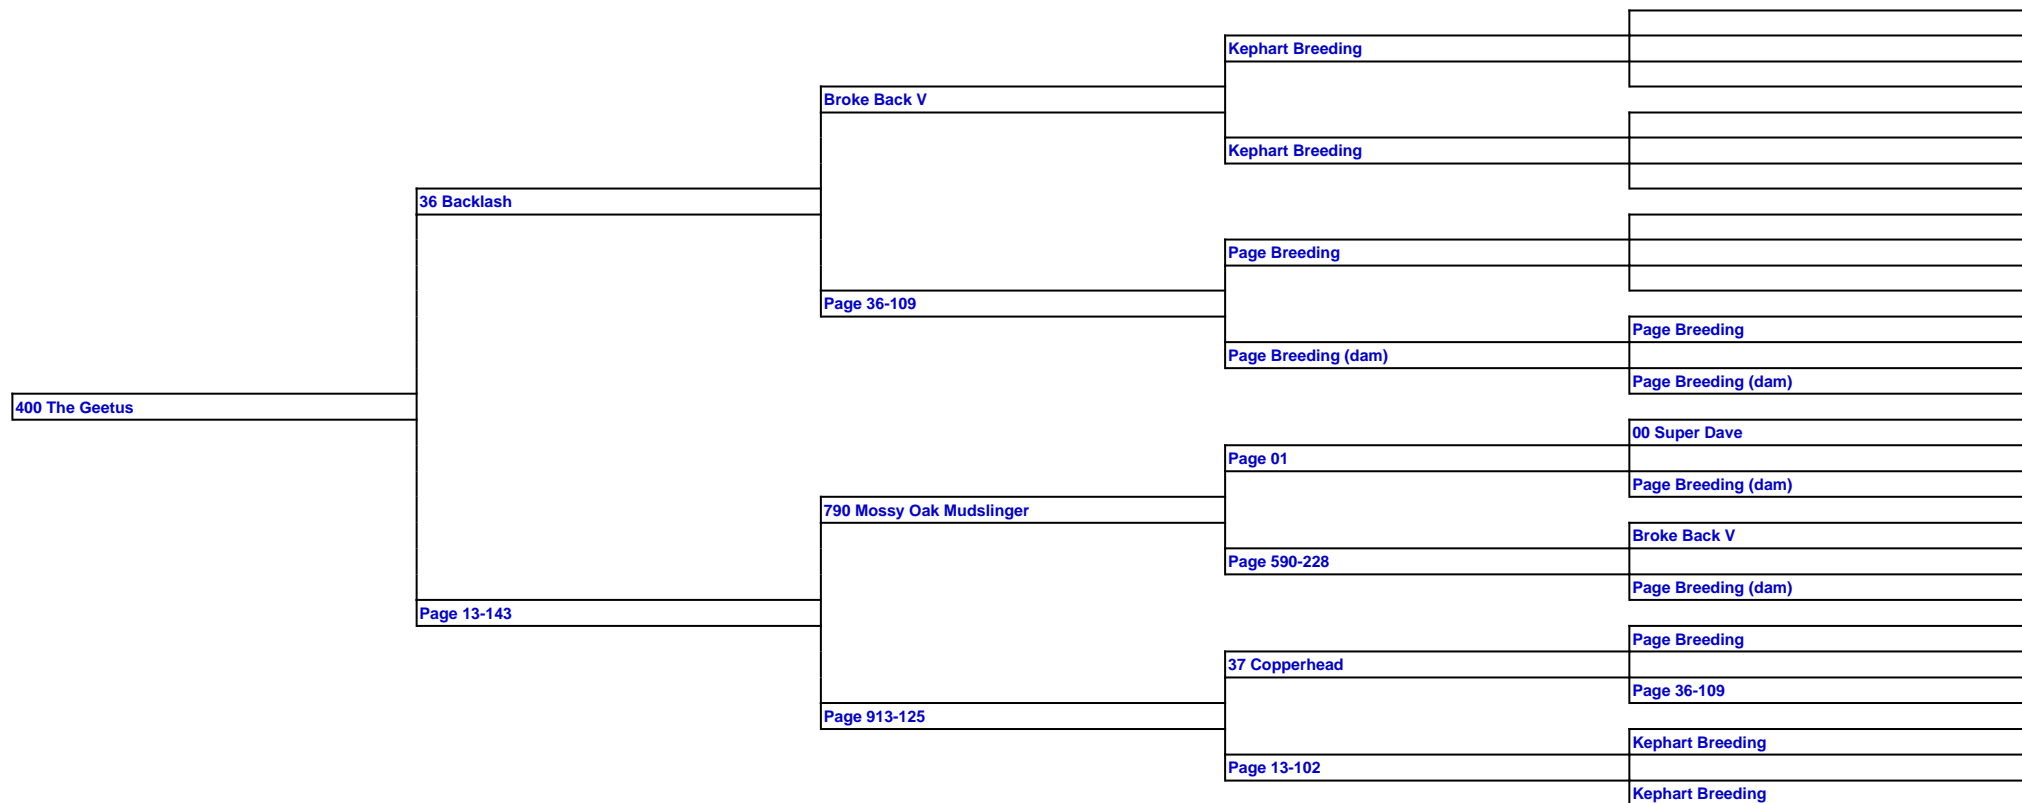 Kephart Breeding
Broke Back V
Kephart Breeding
36 Backlash
Page Breeding
Page 36-109
Page Breeding
Page Breeding (dam)
Page Breeding (dam)
400 The Geetus
00 Super Dave
Page 01
Page Breeding (dam)
790 Mossy Oak Mudslinger
Broke Back V
Page 590-228
Page Breeding (dam)
Page 13-143
Page Breeding
37 Copperhead
Page 36-109
Page 913-125
Kephart Breeding
Page 13-102
Kephart Breeding